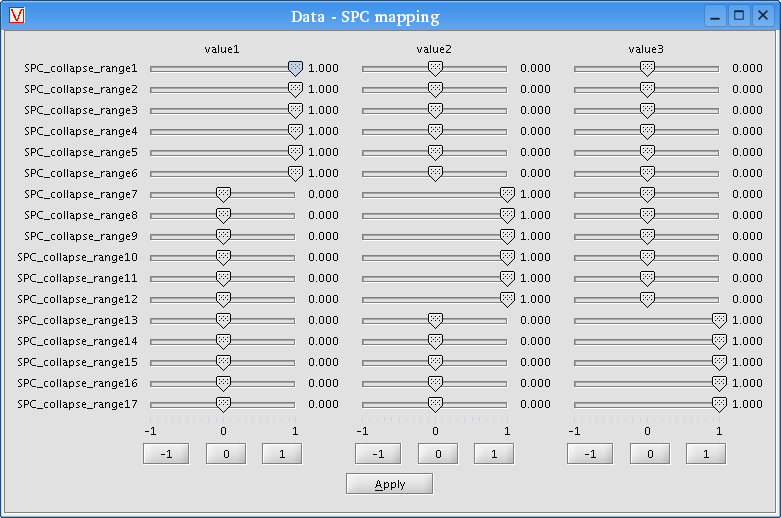 Data - SPC mapping
value1 value2 value3
SPC_collapse_range1 1.000 0.000 0.000
SPC_collapse_range2 1.000 0.000 0.000
SPC_collapse_range3 1.000 0.000 0.000
SPC_collapse_range4 1.000 0.000 0.000
SPC_collapse_range5 1.000 0.000 0.000
SPC_collapse_range6 1.000 0.000 0.000
SPC_collapse_range7 0.000 1.000 0.000
SPC_collapse_range8 0.000 1.000 0.000
SPC_collapse_range9 0.000 1.000 0.000
SPC_collapse_range10 0.000 1.000 0.000
SPC_collapse_range11 0.000 1.000 0.000
SPC_collapse_range12 0.000 1.000 0.000
SPC_collapse_range13 0.000 0.000 1.000
SPC_collapse_range14 0.000 0.000 1.000
SPC_collapse_range15 0.000 0.000 1.000
SPC_collapse_range16 0.000 0.000 1.000
SPC_collapse_range17 0.000 0.000 1.000
-1 0 1 -1 0 1 -1 0 1
-1 0 1 -1 0 1 -1 0 1
Apply